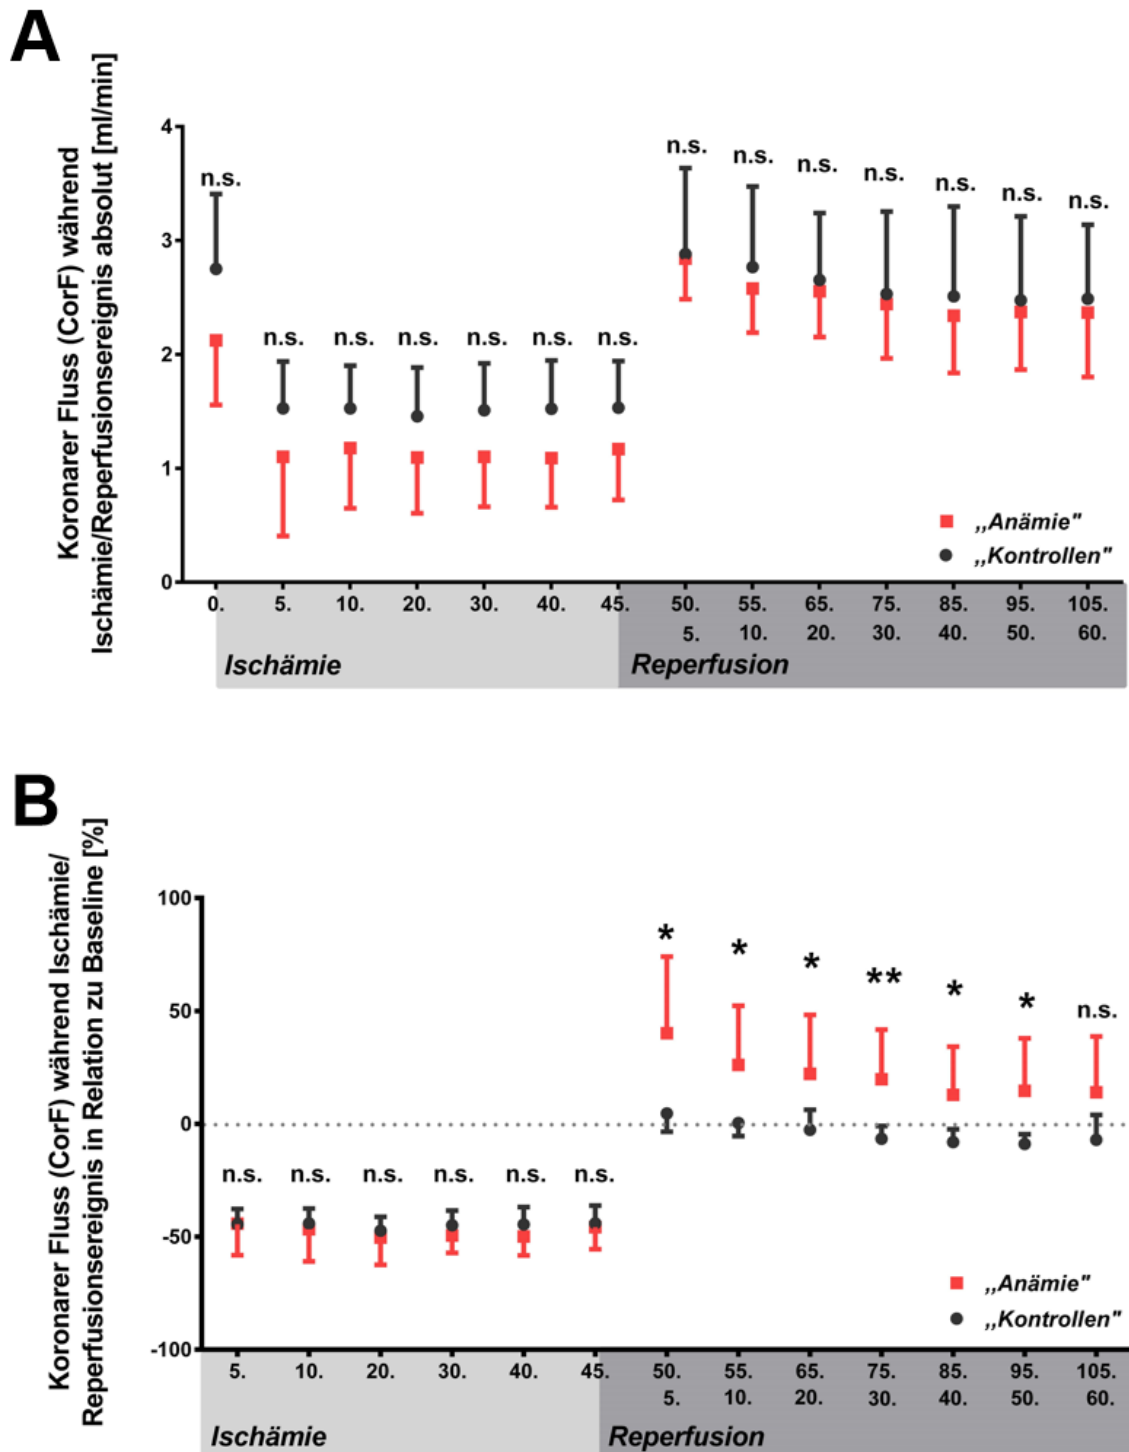 A
Koronarer Fluss (CorF) während
Ischämie/Reperfusionsereignis absolut [ml/min]
4
3
2
1
0
n.s.
n.s. n.s. n.s. n.s. n.s. n.s.
n.s. n.s. n.s. n.s. n.s. n.s. n.s.
,,Anämie"
,,Kontrollen"
0. 5. 10. 20. 30. 40. 45. 50. 55. 65. 75. 85. 95. 105.
5. 10. 20. 30. 40. 50. 60.
Ischämie Reperfusion
B
Koronarer Fluss (CorF) während Ischämie/
Reperfusionsereignis in Relation zu Baseline [%]
100
50
0
-50
-100
* * * ** * * n.s.
n.s. n.s. n.s. n.s. n.s. n.s.
,,Anämie"
,,Kontrollen"
5. 10. 20. 30. 40. 45. 50. 55. 65. 75. 85. 95. 105.
5. 10. 20. 30. 40. 50. 60.
Ischämie Reperfusion